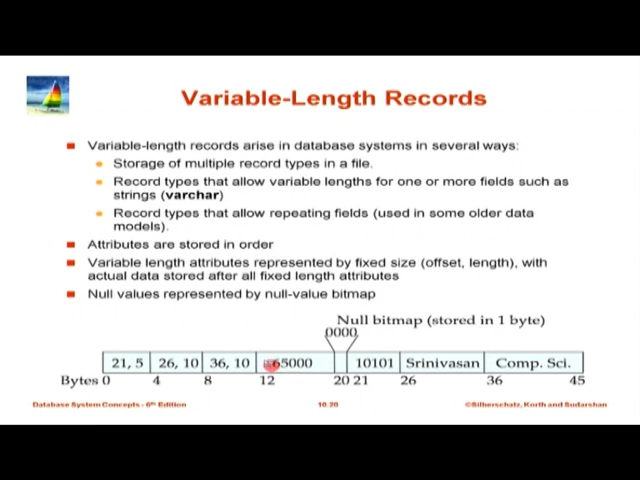 Variable-Length Records
Variable-length records arise in database systems in several ways:
Storage of multiple record types in a file.
Record types that allow variable lengths for one or more fields such as
strings (varchar)
Record types that allow repeating fields (used in some older data
models).
Attributes are stored in order
Variable length attributes represented by fixed size (offset, length), with
actual data stored after all fixed length attributes
Null values represented by null-value bitmap
Null bitmap (stored in 1 byte)
0000
21, 5 26, 10 36, 10 65000 10101 Srinivasan Comp. Sci.
Bytes 0 4 8 12 20 21 26 36 45
Database System Concepts - 6th Edition 10.20 ©Silberschatz, Korth and Sudarshan